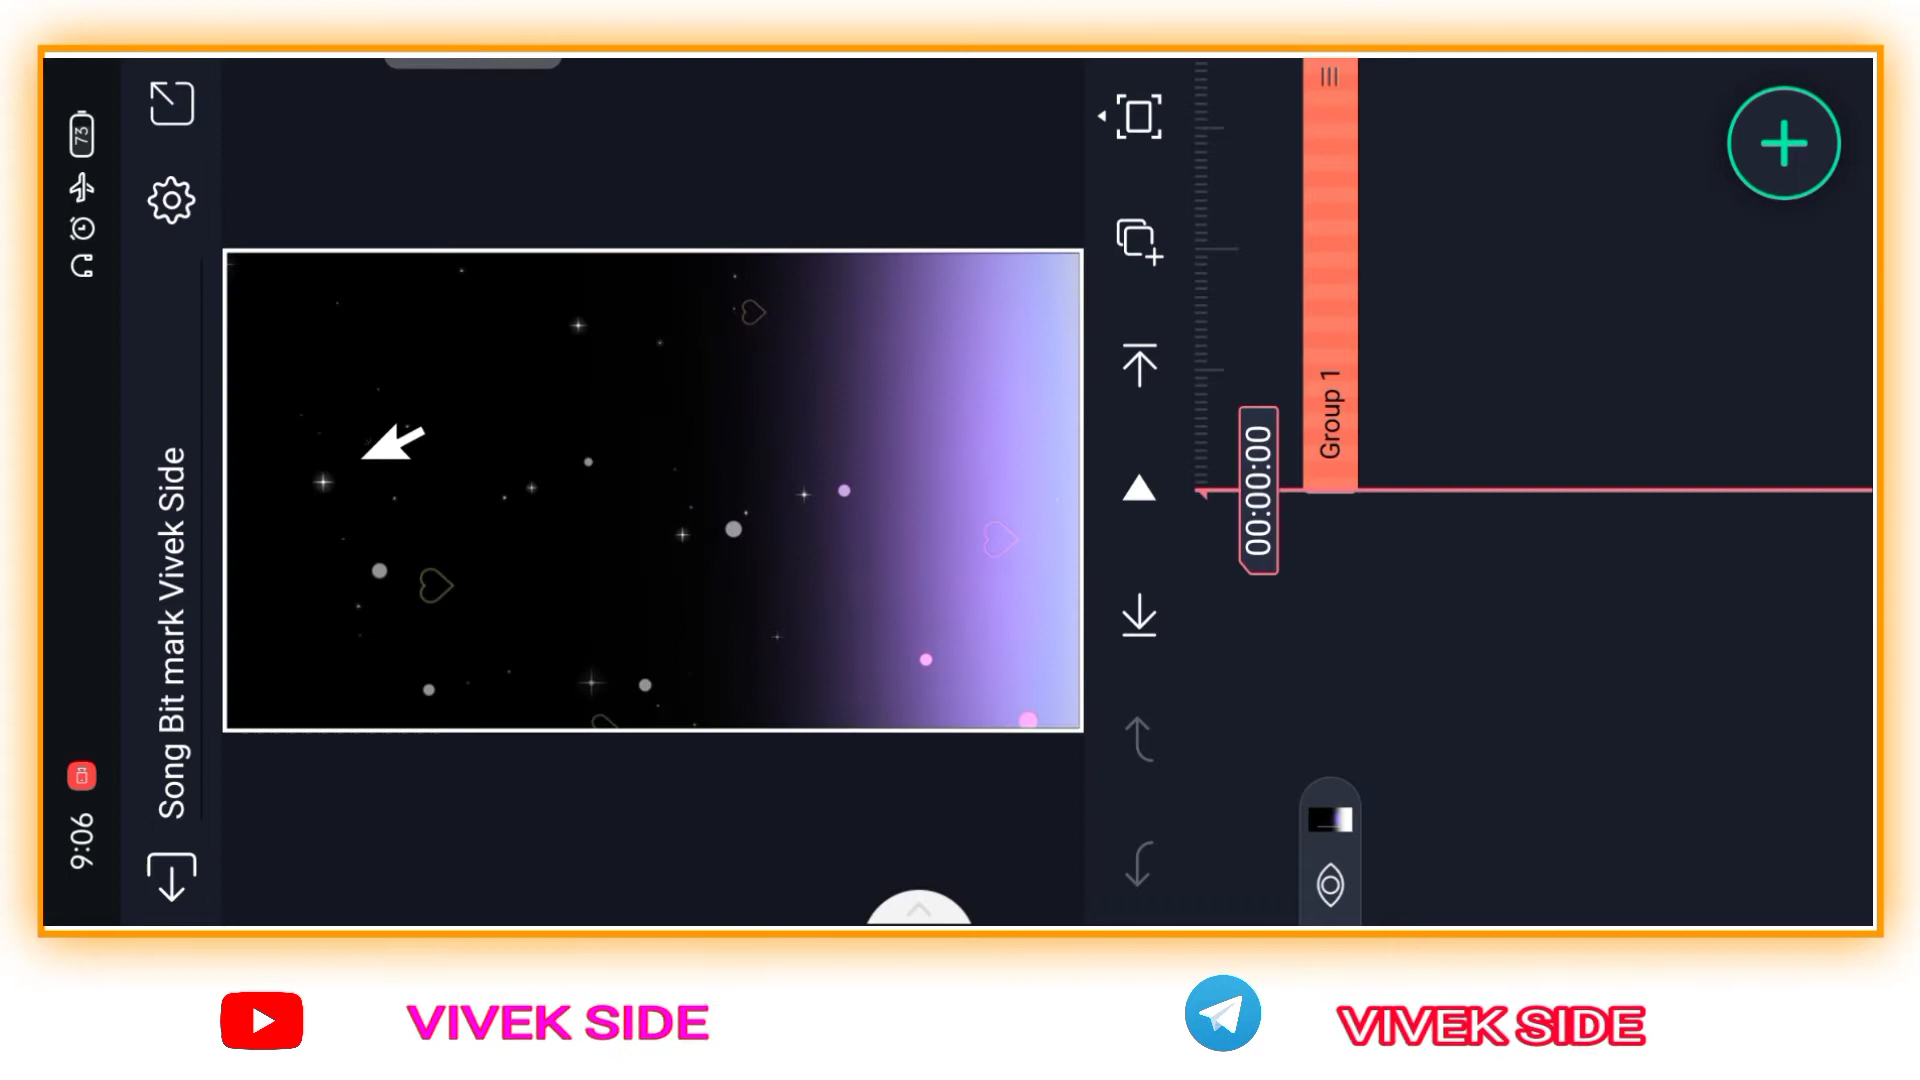 9:06
73
Song Bit mark Vivek Side
00:00:00
Group 1
VIVEK SIDE
VIVEK SIDE